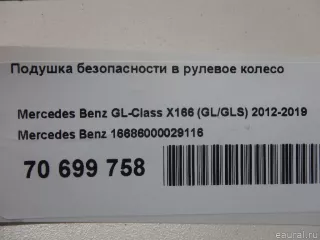 Подушка безопасности в рулевое колесо
Mercedes Benz GL-Class X166 (GL/GLS) 2012-2019
Mercedes Benz 16686000029116
70 699 758
eaural.ru